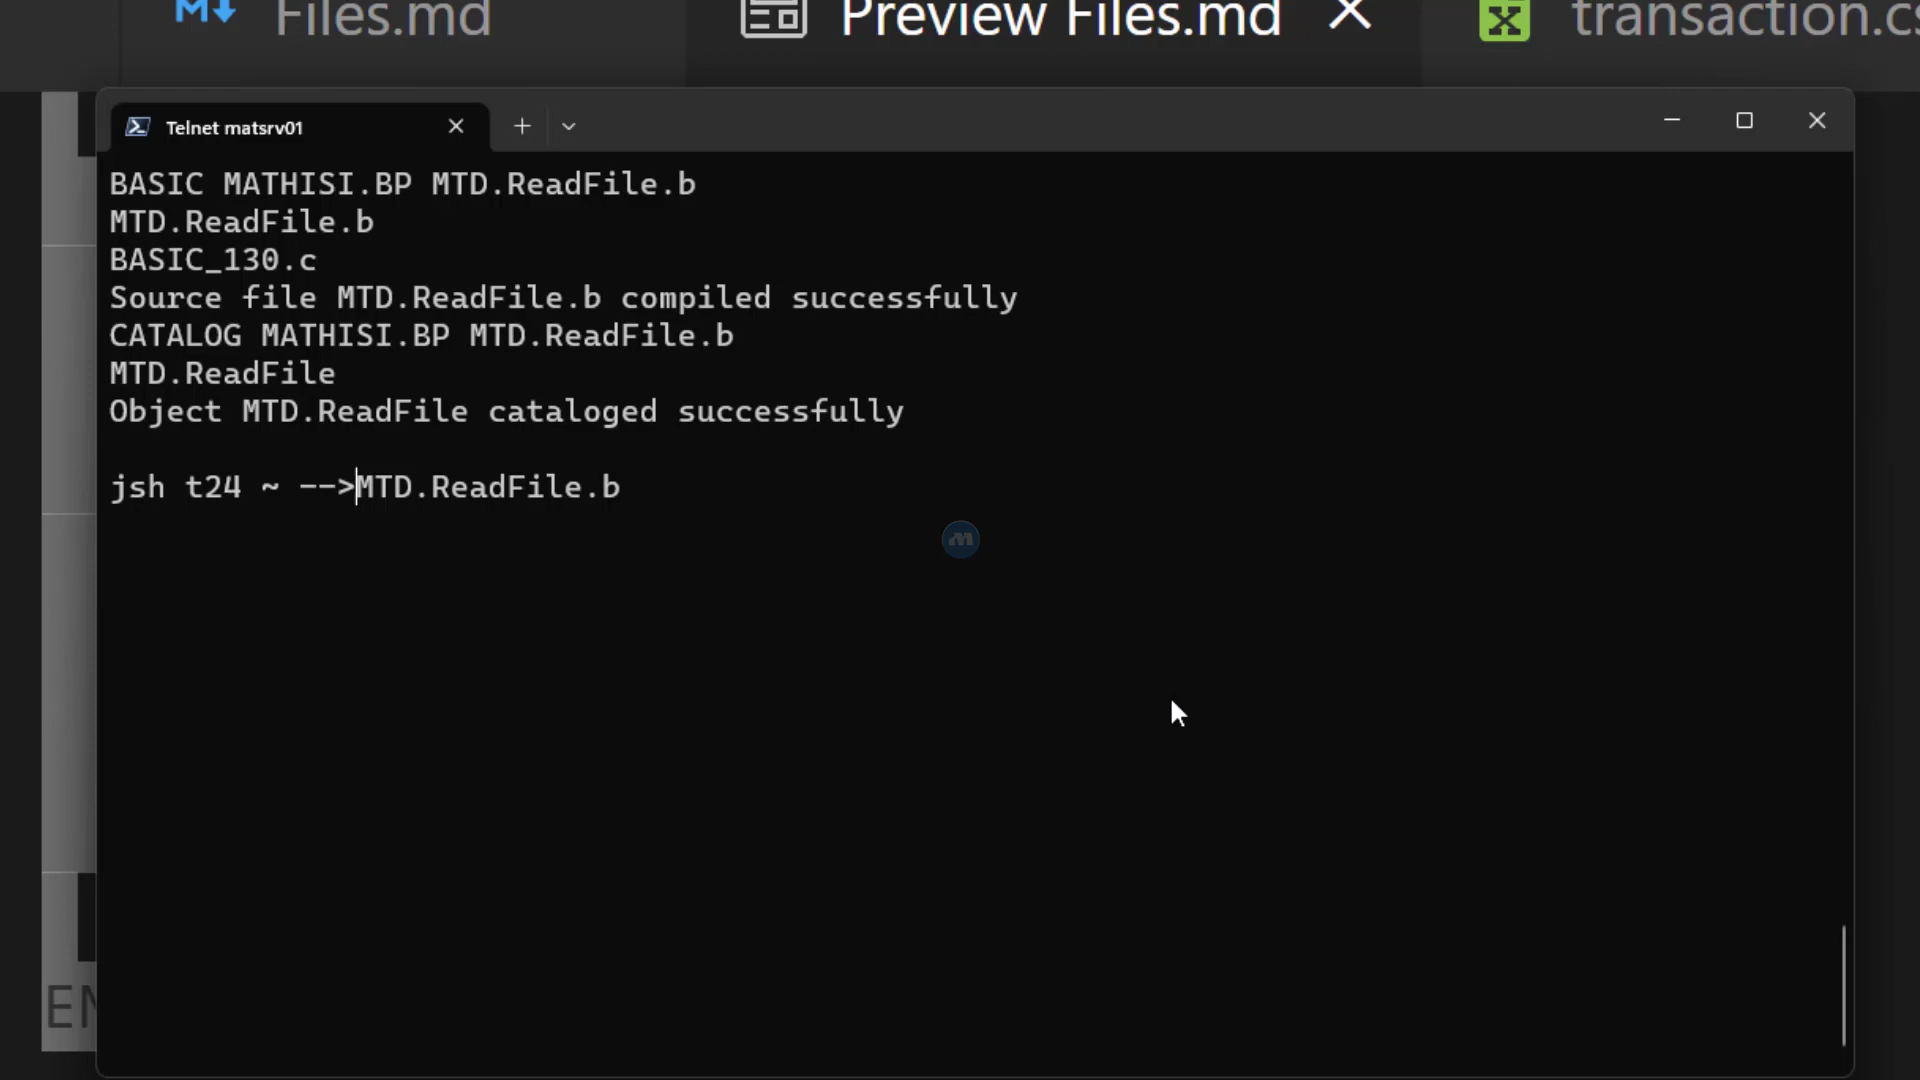 Files.md
Preview Files.md
transaction.cs
Telnet matsrv01
BASIC MATHISI.BP MTD.ReadFile.b
MTD.ReadFile.b
BASIC_130.c
Source file MTD.ReadFile.b compiled successfully
CATALOG MATHISI.BP MTD.ReadFile.b
MTD.ReadFile
Object MTD.ReadFile cataloged successfully
jsh t24 ~ -->MTD.ReadFile.b